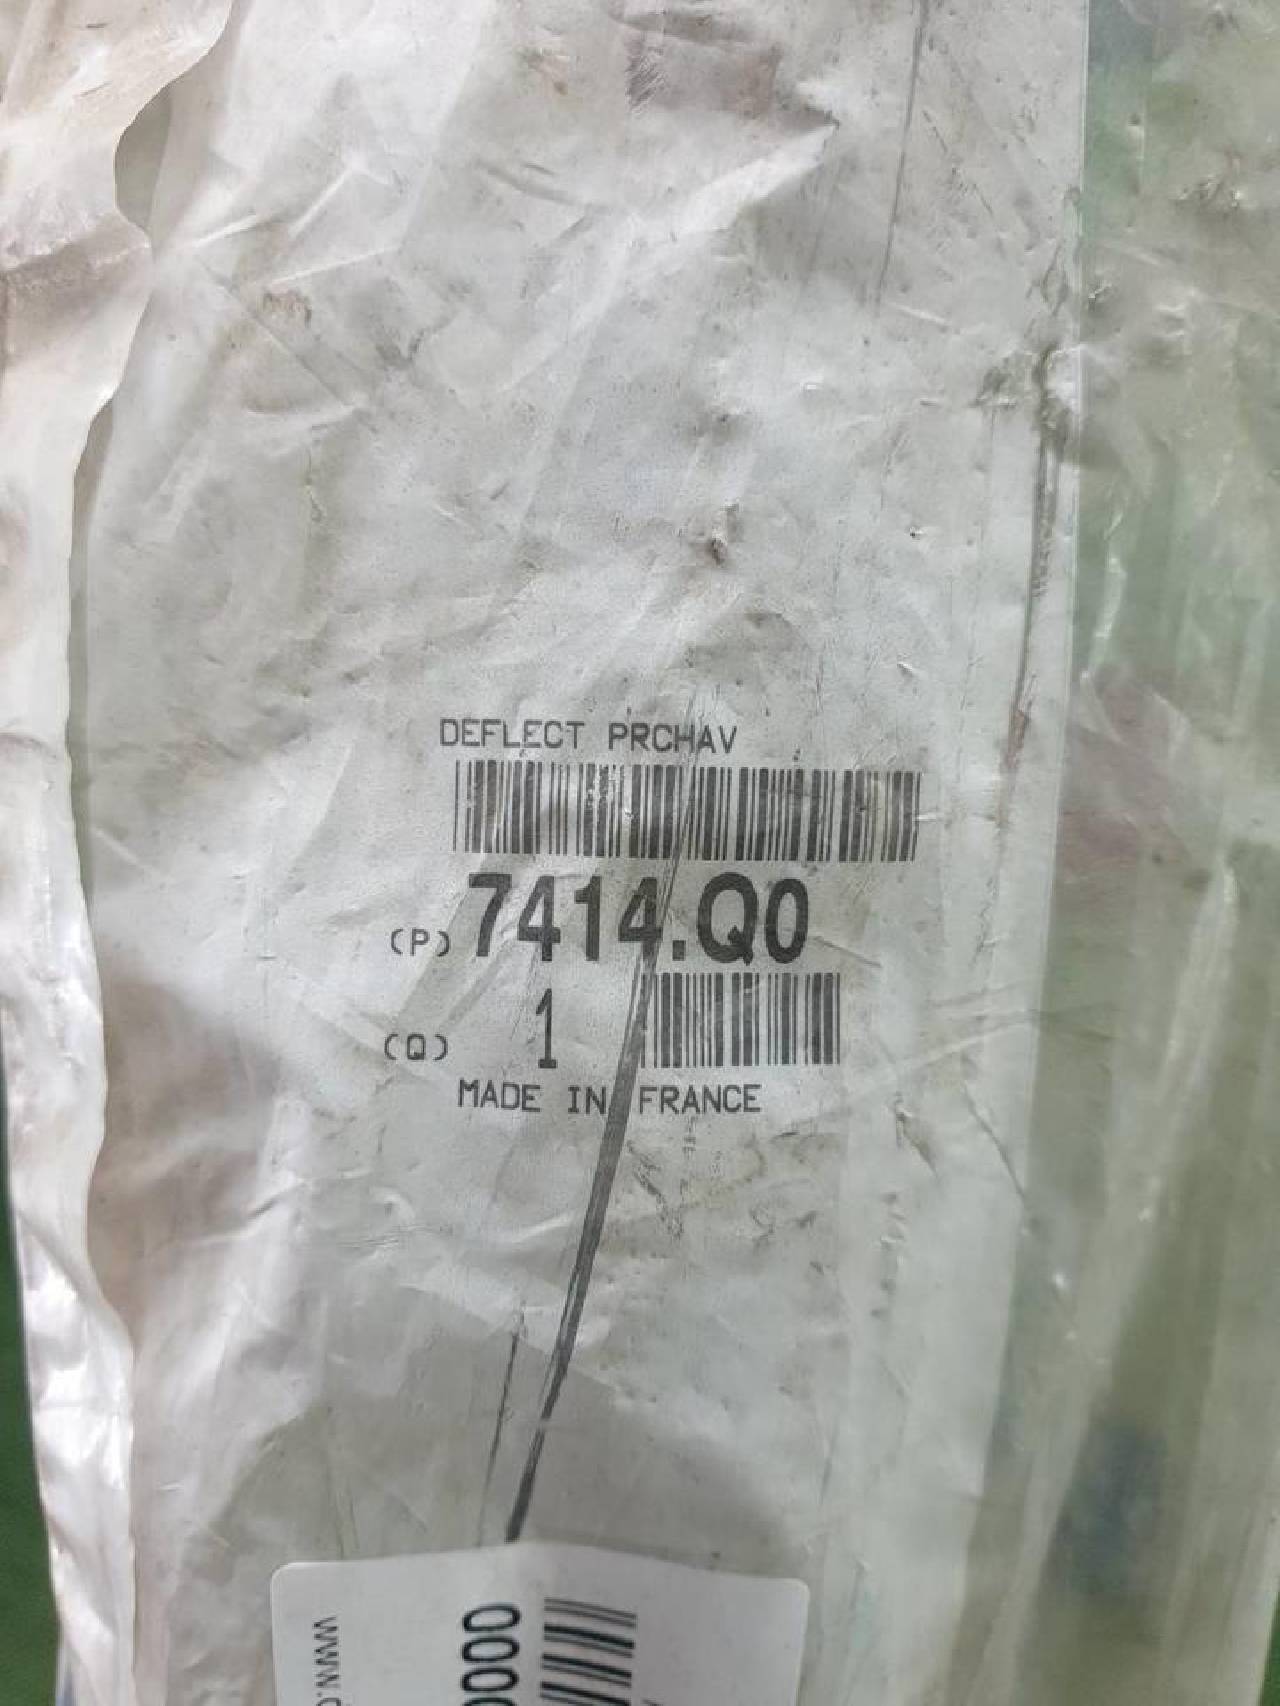 DEFLECT PRCHAV
(P) 7414.Q0
(Q) 1
MADE IN FRANCE